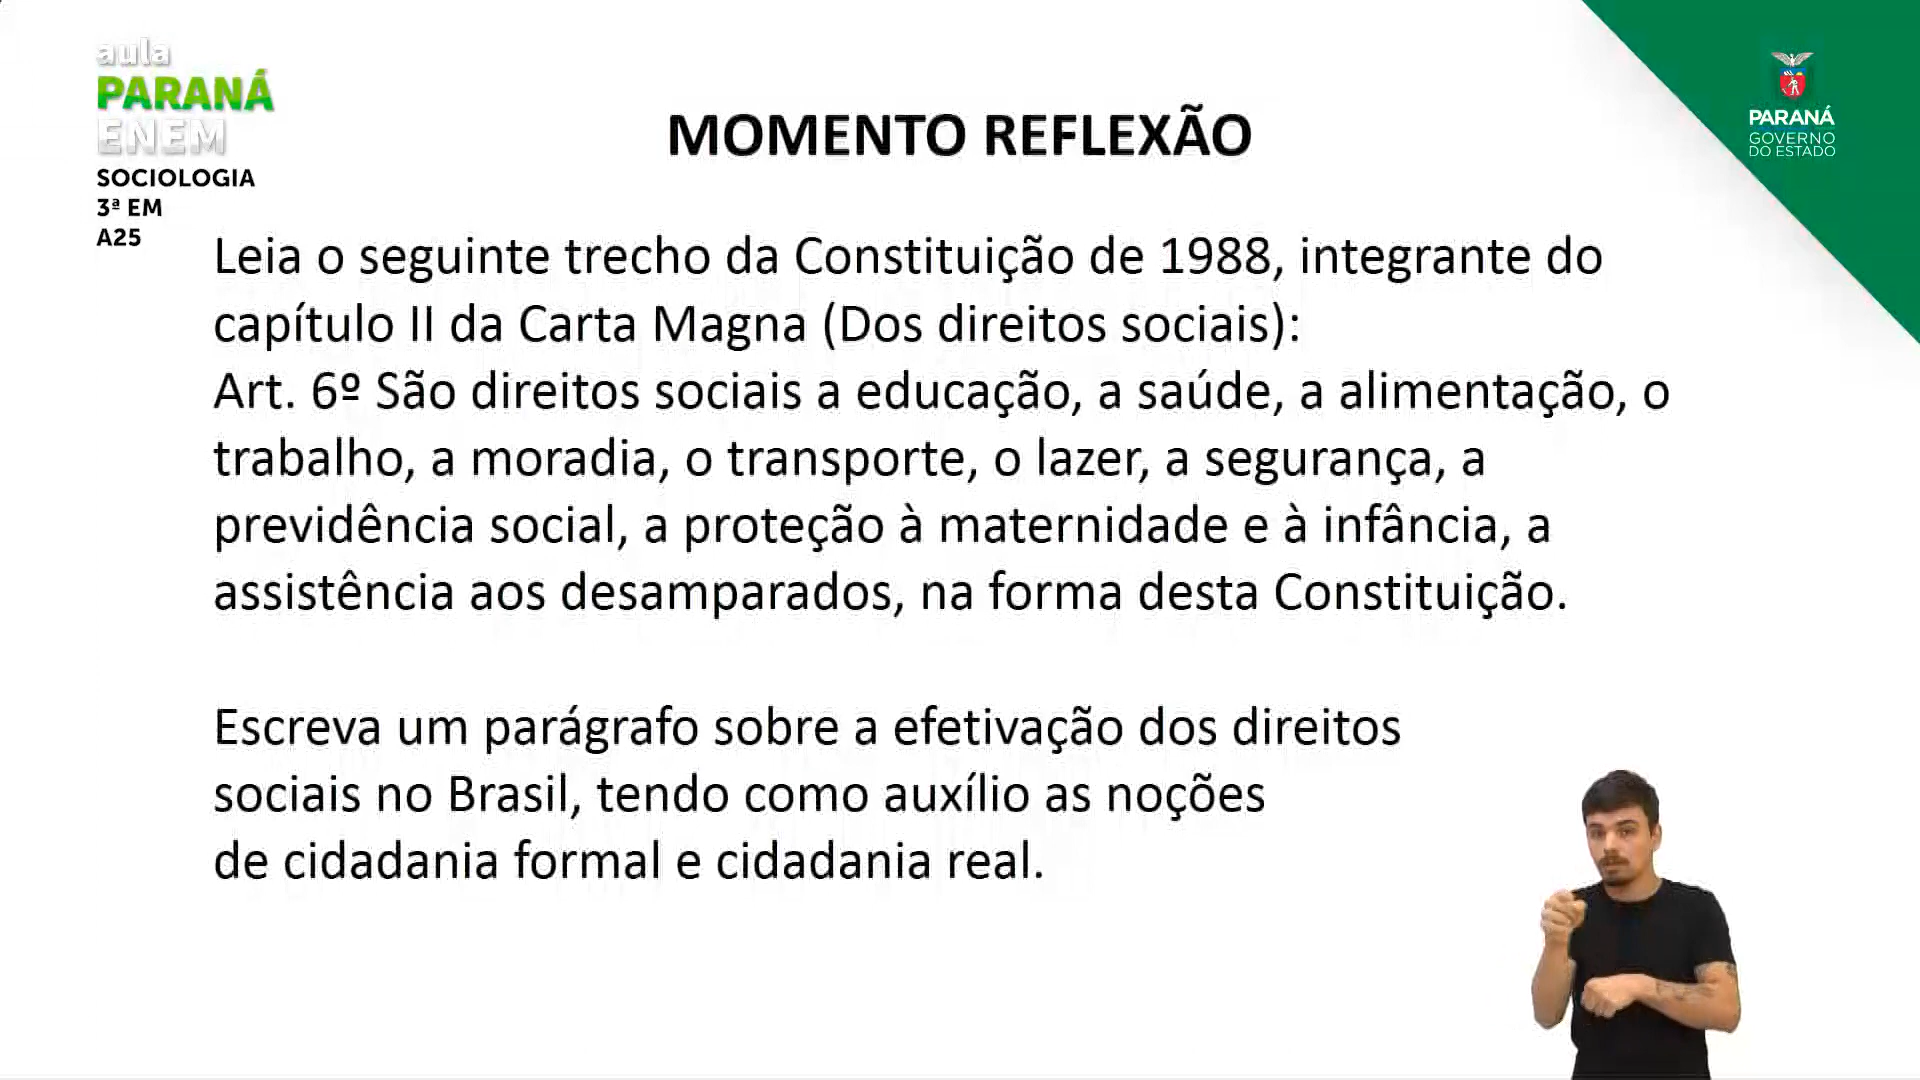 aula
PARANÁ
ENEM
SOCIOLOGIA
3ª EM
A25
PARANÁ
GOVERNO
DO ESTADO
MOMENTO REFLEXÃO
Leia o seguinte trecho da Constituição de 1988, integrante do
capítulo II da Carta Magna (Dos direitos sociais):
Art. 6º São direitos sociais a educação, a saúde, a alimentação, o
trabalho, a moradia, o transporte, o lazer, a segurança, a
previdência social, a proteção à maternidade e à infância, a
assistência aos desamparados, na forma desta Constituição.
Escreva um parágrafo sobre a efetivação dos direitos
sociais no Brasil, tendo como auxílio as noções
de cidadania formal e cidadania real.